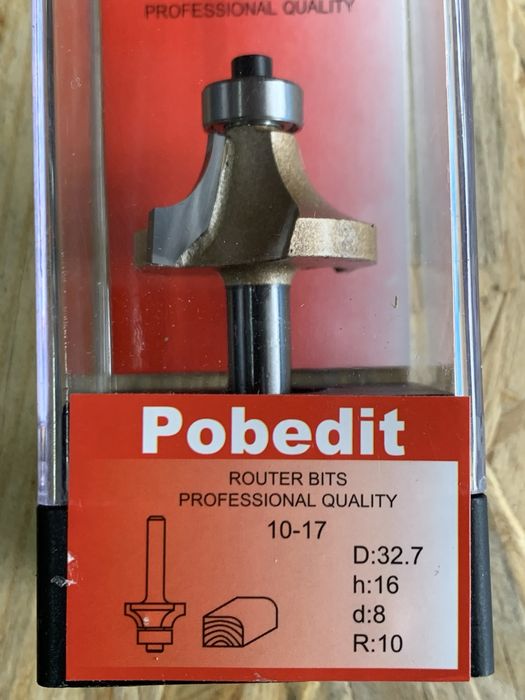 PROFESSIONAL QUALITY
Pobedit
ROUTER BITS
PROFESSIONAL QUALITY
10-17
D:32.7
h:16
d:8
R:10